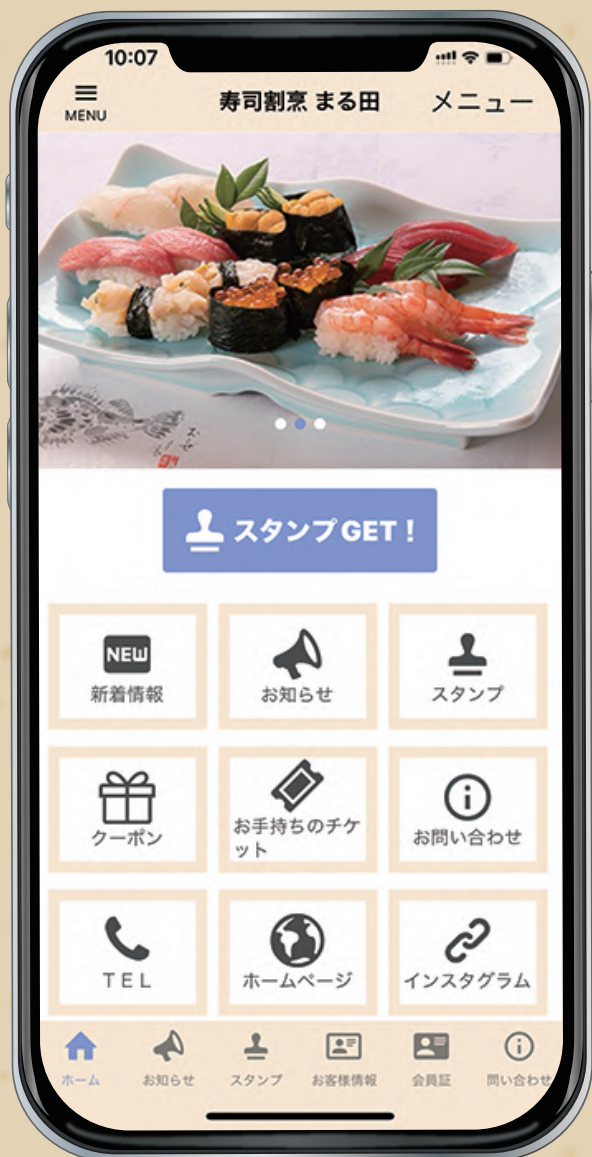 10:07
MENU
寿司割烹 まる田
メニュー
スタンプGET！
NEW
新着情報
お知らせ
スタンプ
クーポン
お手持ちのチケ
ット
お問い合わせ
TEL
ホームページ
インスタグラム
ホーム
お知らせ
スタンプ
お客様情報
会員証
問い合わせ